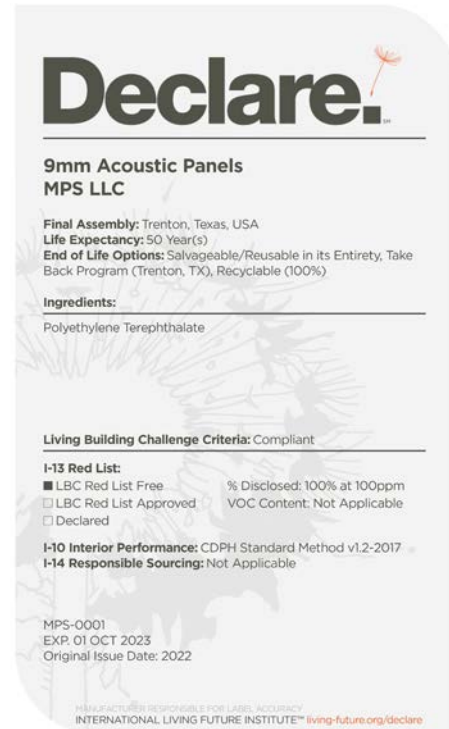 Declare.
SM
9mm Acoustic Panels
MPS LLC
Final Assembly: Trenton, Texas, USA
Life Expectancy: 50 Year(s)
End of Life Options: Salvageable/Reusable in its Entirety, Take
Back Program (Trenton, TX), Recyclable (100%)
Ingredients:
Polyethylene Terephthalate
Living Building Challenge Criteria: Compliant
I-13 Red List:
■ LBC Red List Free % Disclosed: 100% at 100ppm
□ LBC Red List Approved VOC Content: Not Applicable
□ Declared
I-10 Interior Performance: CDPH Standard Method v1.2-2017
I-14 Responsible Sourcing: Not Applicable
MPS-0001
EXP. 01 OCT 2023
Original Issue Date: 2022
MANUFACTURER RESPONSIBLE FOR LABEL ACCURACY
INTERNATIONAL LIVING FUTURE INSTITUTE™ living-future.org/declare